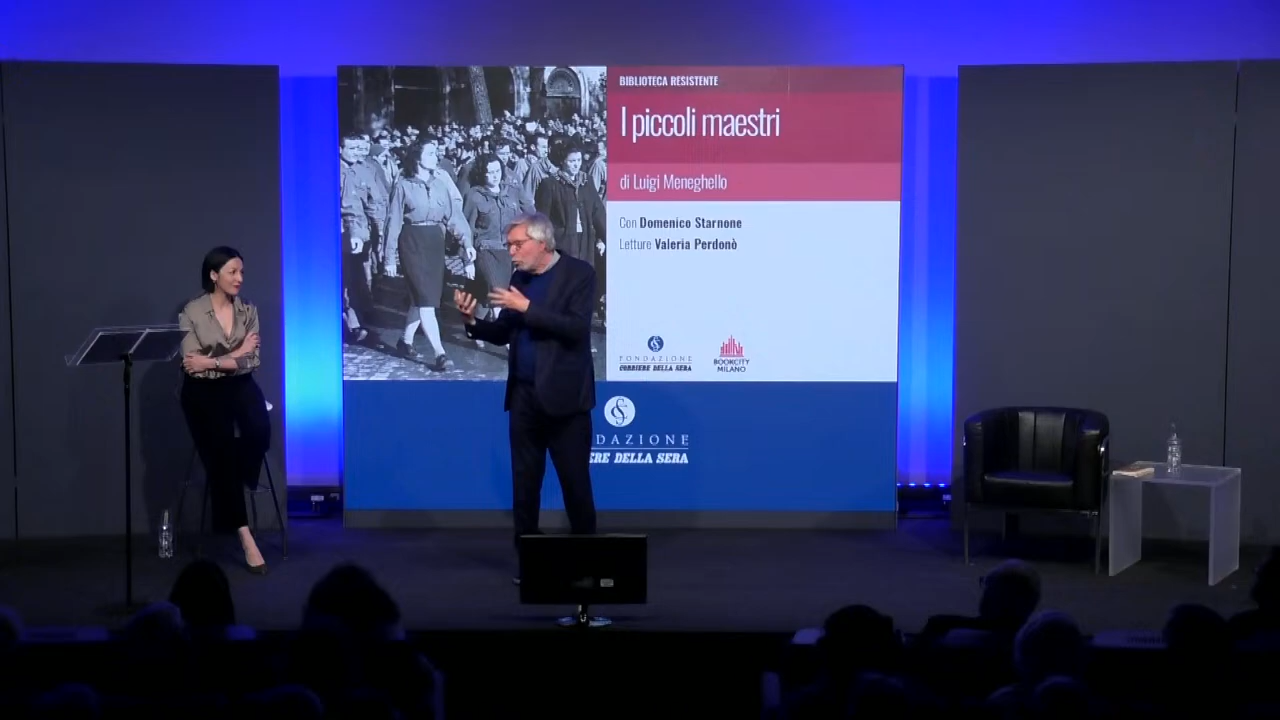 BIBLIOTECA RESISTENTE
I piccoli maestri
di Luigi Meneghello
Con Domenico Starnone
Letture Valeria Perdonò
FONDAZIONE
CORRIERE DELLA SERA
BOOKCITY
MILANO
DAZIONE
ERE DELLA SERA